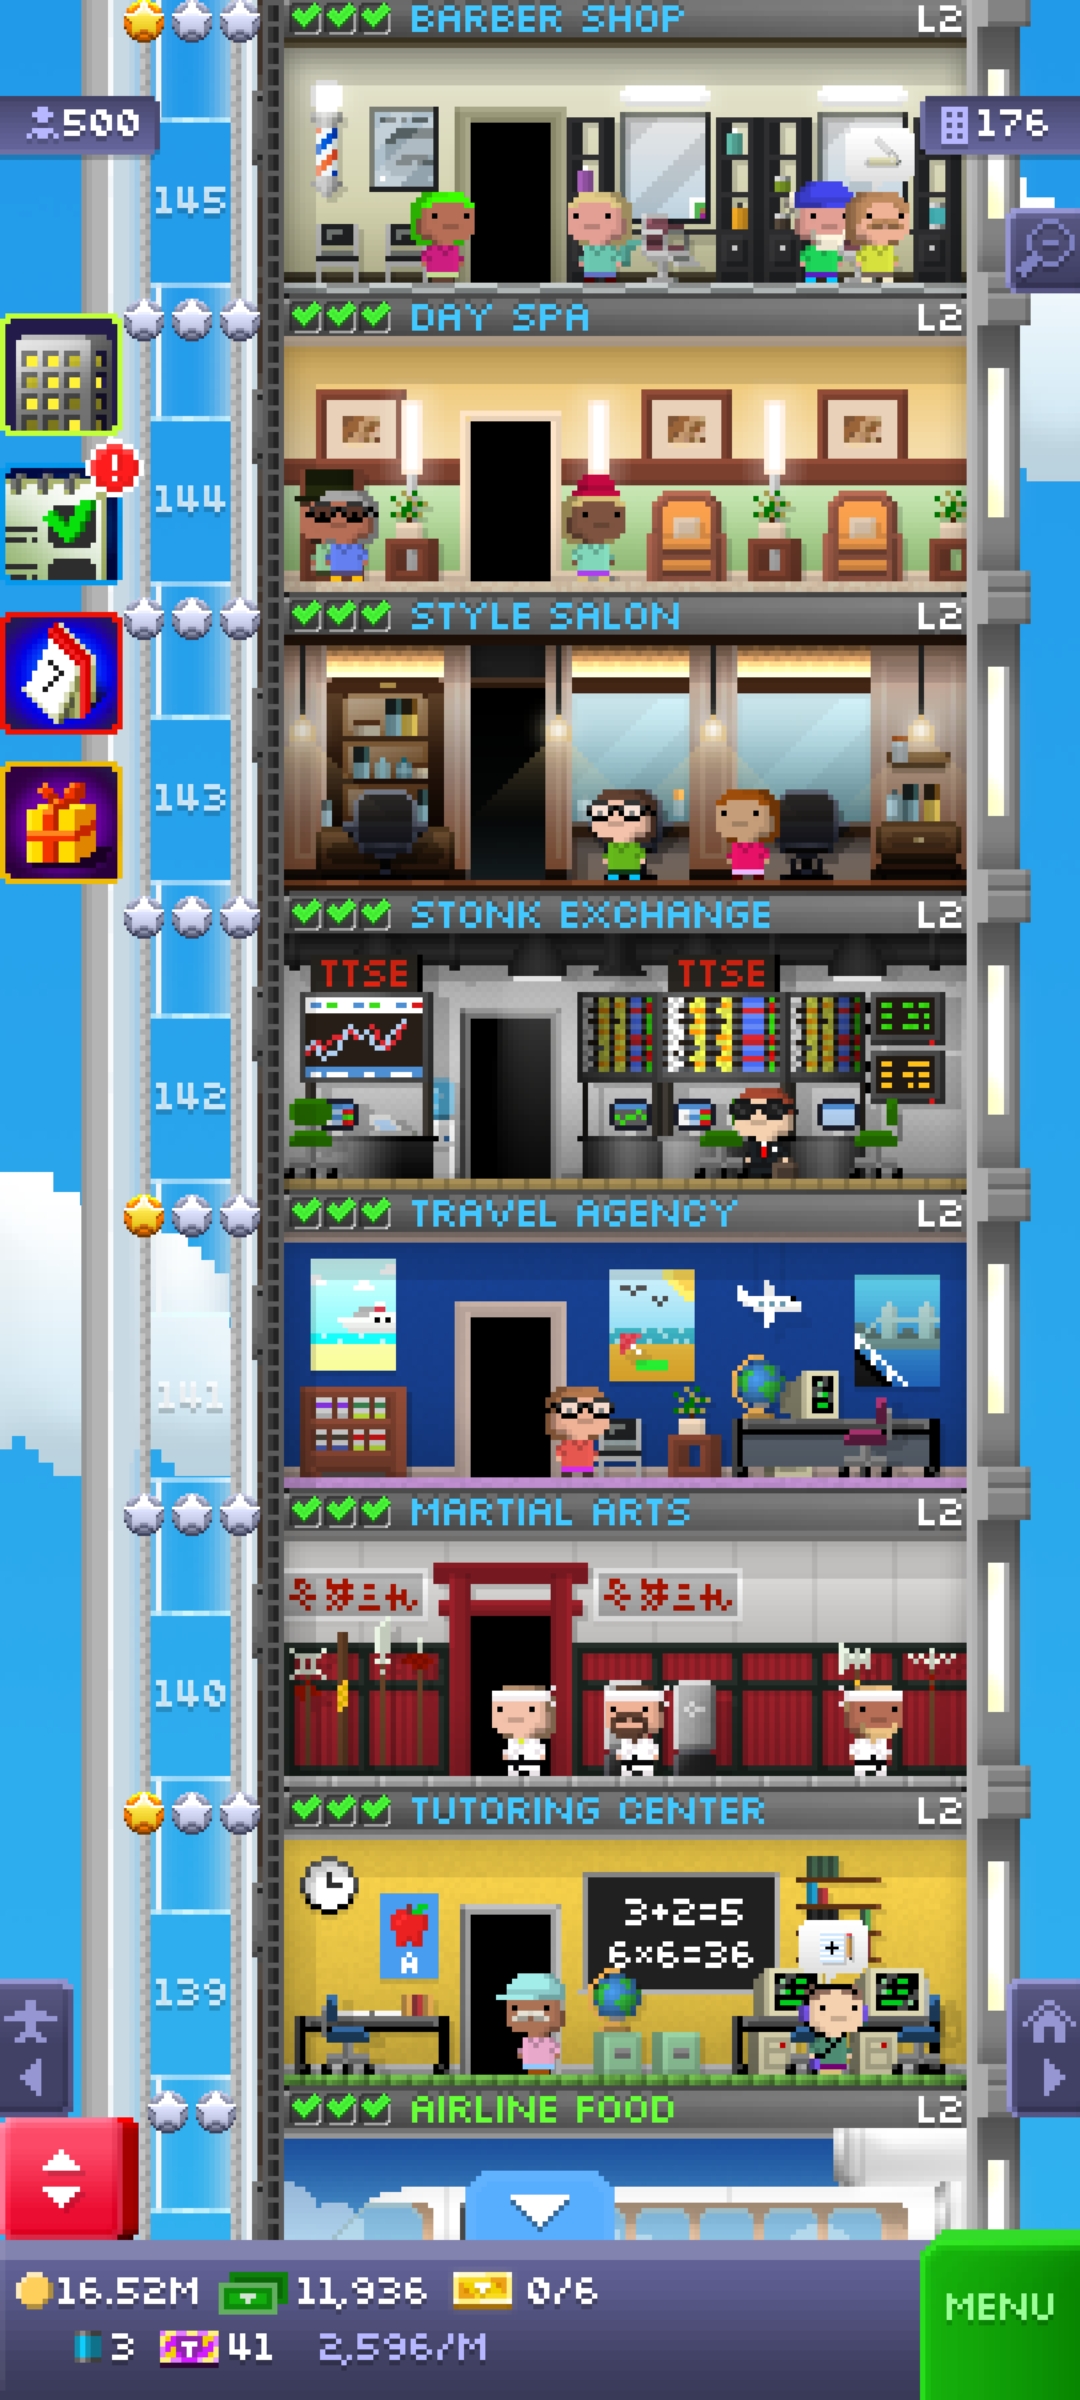 BARBER SHOP L2
500
176
145
DAY SPA L2
144
STYLE SALON L2
143
STONK EXCHANGE L2
TTSE TTSE
142
TRAVEL AGENCY L2
141
MARTIAL ARTS L2
140
TUTORING CENTER L2
3+2=5
6×6=36
A
139
AIRLINE FOOD L2
16.52M 11,936 0/6
3 T 41 2,596/M
MENU